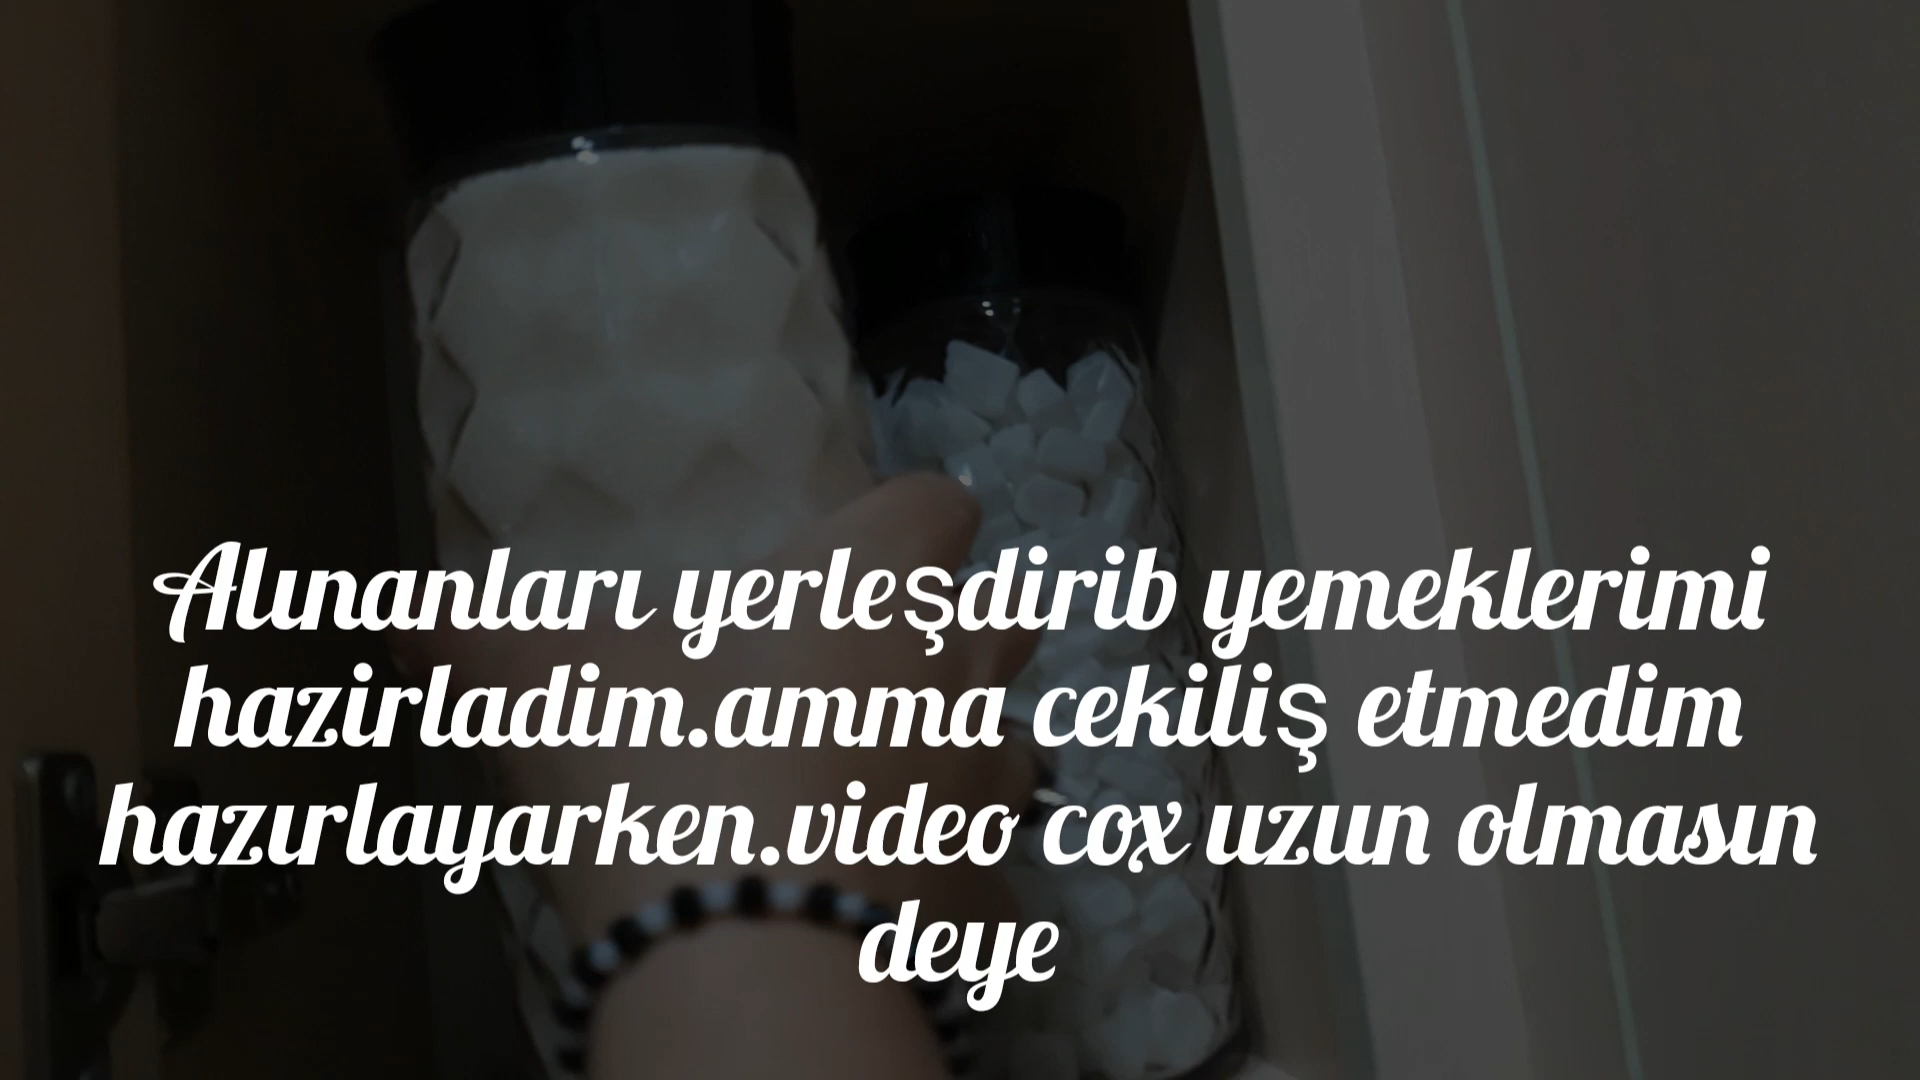 Alınanları yerleşdirib yemeklerimi
hazirladim.amma cekiliş etmedim
hazırlayarken.video cox uzun olmasın
deye